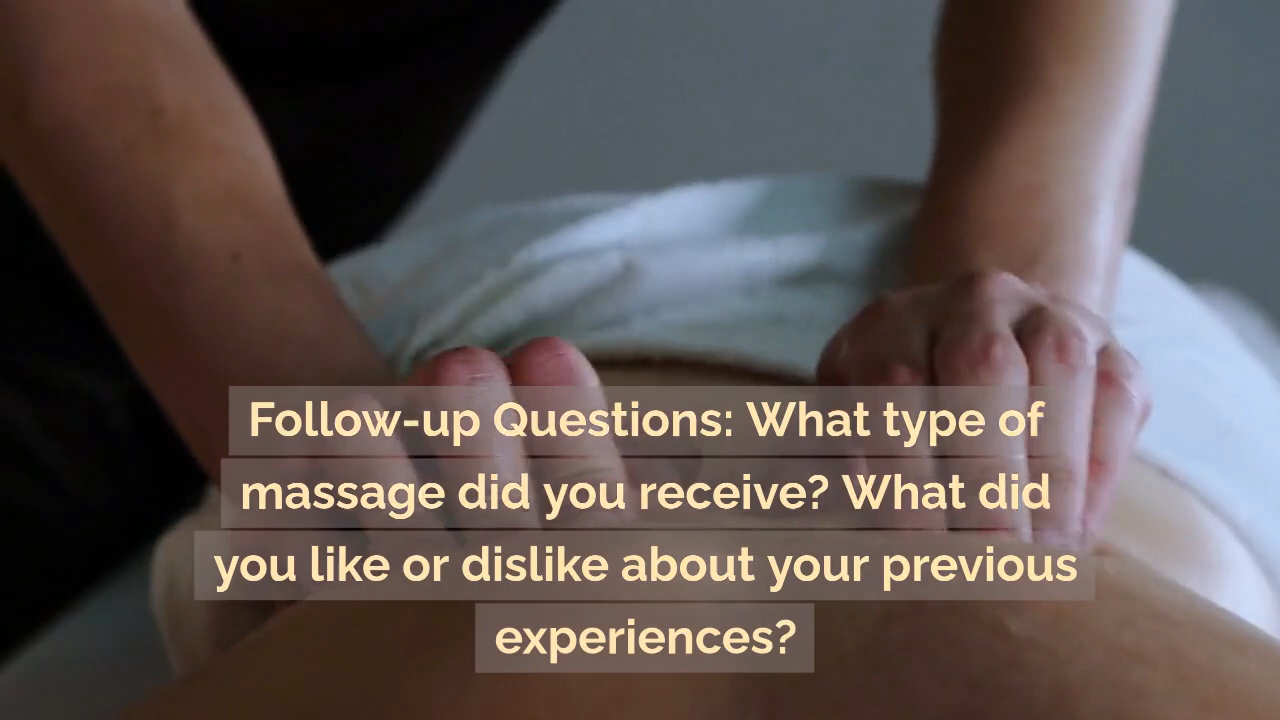 Follow-up Questions: What type of
massage did you receive? What did
you like or dislike about your previous
experiences?